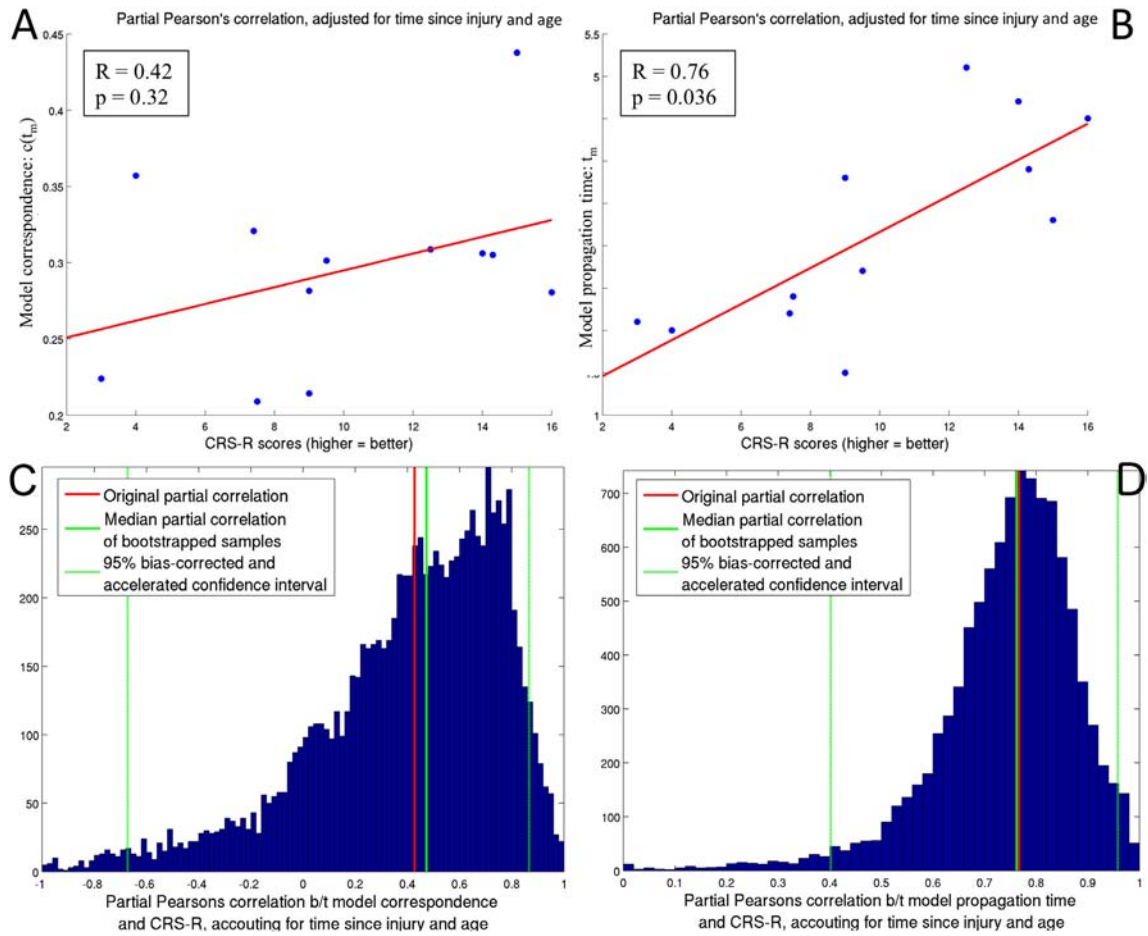 A
Partial Pearson's correlation, adjusted for time since injury and age
R = 0.42
p = 0.32
Model correspondence: c(t_m)
0.45
0.4
0.35
0.3
0.25
0.2
2 4 6 8 10 12 14 16
CRS-R scores (higher = better)
B
Partial Pearson's correlation, adjusted for time since injury and age
R = 0.76
p = 0.036
Model propagation time: t_m
5.5
5
1
2 4 6 8 10 12 14 16
CRS-R scores (higher = better)
C
Original partial correlation
Median partial correlation
of bootstrapped samples
95% bias-corrected and
accelerated confidence interval
250
200
150
100
50
0
-1 -0.8 -0.6 -0.4 -0.2 0 0.2 0.4 0.6 0.8 1
Partial Pearsons correlation b/t model correspondence
and CRS-R, accouting for time since injury and age
D
Original partial correlation
Median partial correlation
of bootstrapped samples
95% bias-corrected and
accelerated confidence interval
700
600
500
400
300
200
100
0
0 0.1 0.2 0.3 0.4 0.5 0.6 0.7 0.8 0.9 1
Partial Pearsons correlation b/t model propagation time
and CRS-R, accouting for time since injury and age